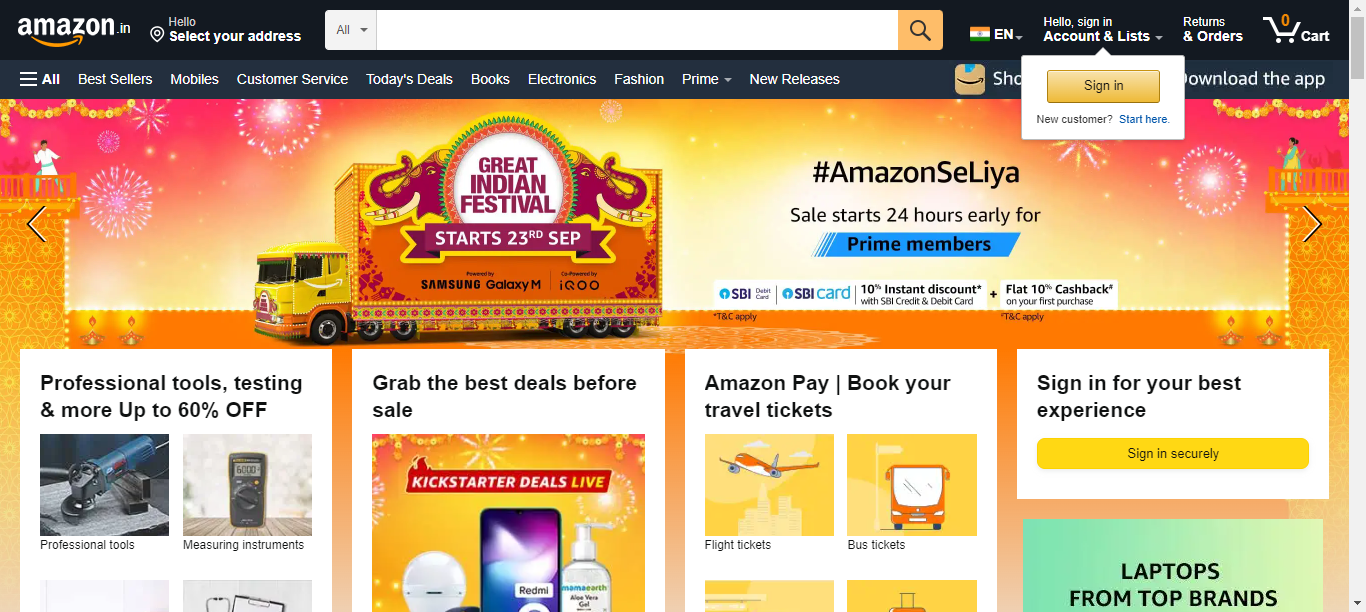 amazon.in
Hello
Select your address
All
EN
Hello, sign in
Account & Lists
Returns
& Orders
0
Cart
All
Best Sellers
Mobiles
Customer Service
Today's Deals
Books
Electronics
Fashion
Prime
New Releases
Download the app
Sign in
New customer? Start here.
GREAT
INDIAN
FESTIVAL
STARTS 23RD SEP
Powered by
SAMSUNG Galaxy M
Co-Powered by
iQOO
#AmazonSeLiya
Sale starts 24 hours early for
Prime members
SBI Debit Card
SBI card
10% Instant discount*
with SBI Credit & Debit Card
+
Flat 10% Cashback#
on your first purchase
*T&C apply
*T&C apply
Professional tools, testing
& more Up to 60% OFF
Professional tools
6000
Measuring instruments
Grab the best deals before
sale
KICKSTARTER DEALS LIVE
Redmi
mamaearth
Aloe Vera
Gel
Amazon Pay | Book your
travel tickets
Flight tickets
Bus tickets
Sign in for your best
experience
Sign in securely
LAPTOPS
FROM TOP BRANDS